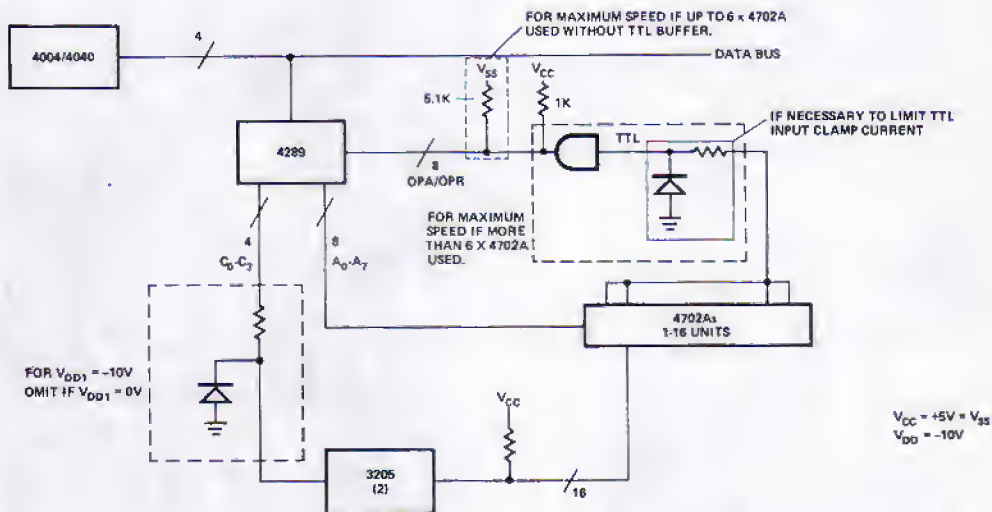 FOR MAXIMUM SPEED IF UP TO 6 x 4702A
USED WITHOUT TTL BUFFER.
4
4004/4040
DATA BUS
VSS
VCC
5.1K
1K
IF NECESSARY TO LIMIT TTL
INPUT CLAMP CURRENT
TTL
4289
8
OPA/OPR
FOR MAXIMUM
SPEED IF MORE
THAN 6 X 4702A
USED.
4
C0-C3
8
A0-A7
4702As
1-16 UNITS
FOR VDD1 = -10V
OMIT IF VDD1 = 0V
VCC
VCC = +5V = VSS
VDD = -10V
3205
(2)
16